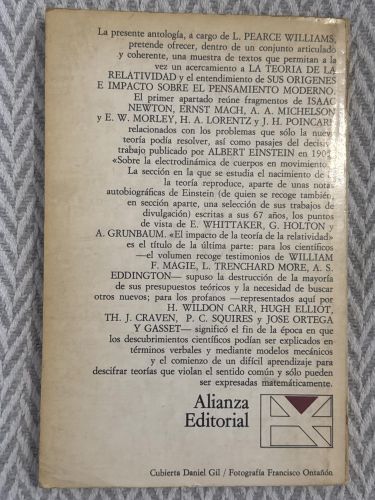 La presente antología, a cargo de L. PEARCE WILLIAMS,
pretende ofrecer, dentro de un conjunto articulado
y coherente, una muestra de textos que permitan a la
vez un acercamiento a LA TEORIA DE LA
RELATIVIDAD y el entendimiento de SUS ORIGENES
E IMPACTO SOBRE EL PENSAMIENTO MODERNO.
El primer apartado reúne fragmentos de ISAAC
NEWTON, ERNST MACH, A. A. MICHELSON
y E. W. MORLEY, H. A. LORENTZ y J. H. POINCARÉ
relacionados con los problemas que sólo la nueva
teoría podía resolver, así como pasajes del decisivo
trabajo publicado por ALBERT EINSTEIN en 1905
«Sobre la electrodinámica de cuerpos en movimiento».
La sección en la que se estudia el nacimiento de
la teoría reproduce, aparte de unas notas
autobiográficas de Einstein (de quien se recoge también,
en sección aparte, una selección de sus trabajos de
divulgación) escritas a sus 67 años, los puntos
de vista de E. WHITTAKER, G. HOLTON y
A. GRUNBAUM. «El impacto de la teoría de la relatividad»
es el título de la última parte: para los científicos
—el volumen recoge testimonios de WILLIAM
F. MAGIE, L. TRENCHARD MORE, A. S.
EDDINGTON— supuso la destrucción de la mayoría
de sus presupuestos teóricos y la necesidad de buscar
otros nuevos; para los profanos —representados aquí por
H. WILDON CARR, HUGH ELLIOT,
TH. J. CRAVEN, P. C. SQUIRES y JOSE ORTEGA
Y GASSET— significó el fin de la época en que
los descubrimientos científicos podían ser explicados en
términos verbales y mediante modelos mecánicos
y el comienzo de un difícil aprendizaje para
descifrar teorías que violan el sentido común y sólo pueden
ser expresadas matemáticamente.
Alianza
Editorial
Cubierta Daniel Gil / Fotografía Francisco Ontañón